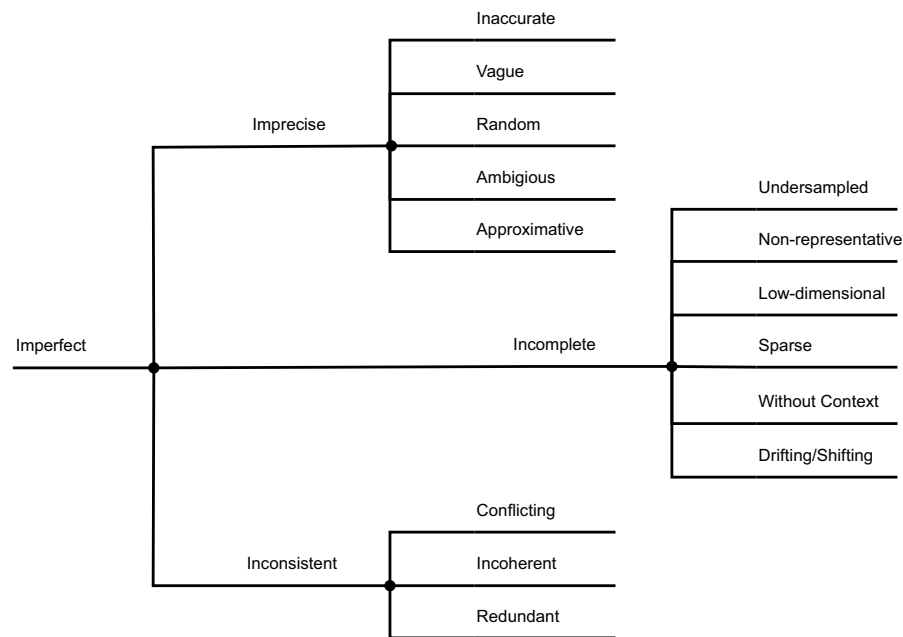 Inaccurate
Vague
Imprecise
Random
Ambigious
Approximative
Undersampled
Non-representative
Low-dimensional
Imperfect
Incomplete
Sparse
Without Context
Drifting/Shifting
Conflicting
Inconsistent
Incoherent
Redundant